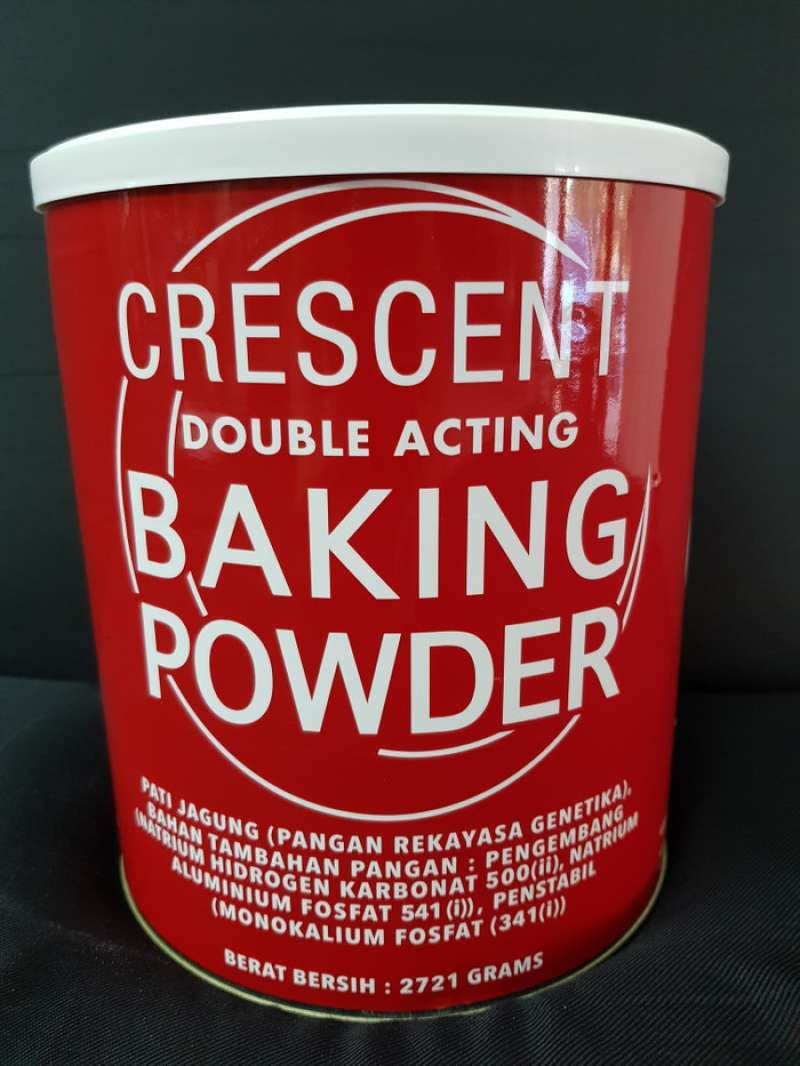 CRESCENT
DOUBLE ACTING
BAKING
POWDER
PATI JAGUNG (PANGAN REKAYASA GENETIKA),
BAHAN TAMBAHAN PANGAN : PENGEMBANG
(NATRIUM HIDROGEN KARBONAT 500(ii), NATRIUM
ALUMINIUM FOSFAT 541(i)), PENSTABIL
(MONOKALIUM FOSFAT (341(i))
BERAT BERSIH : 2721 GRAMS